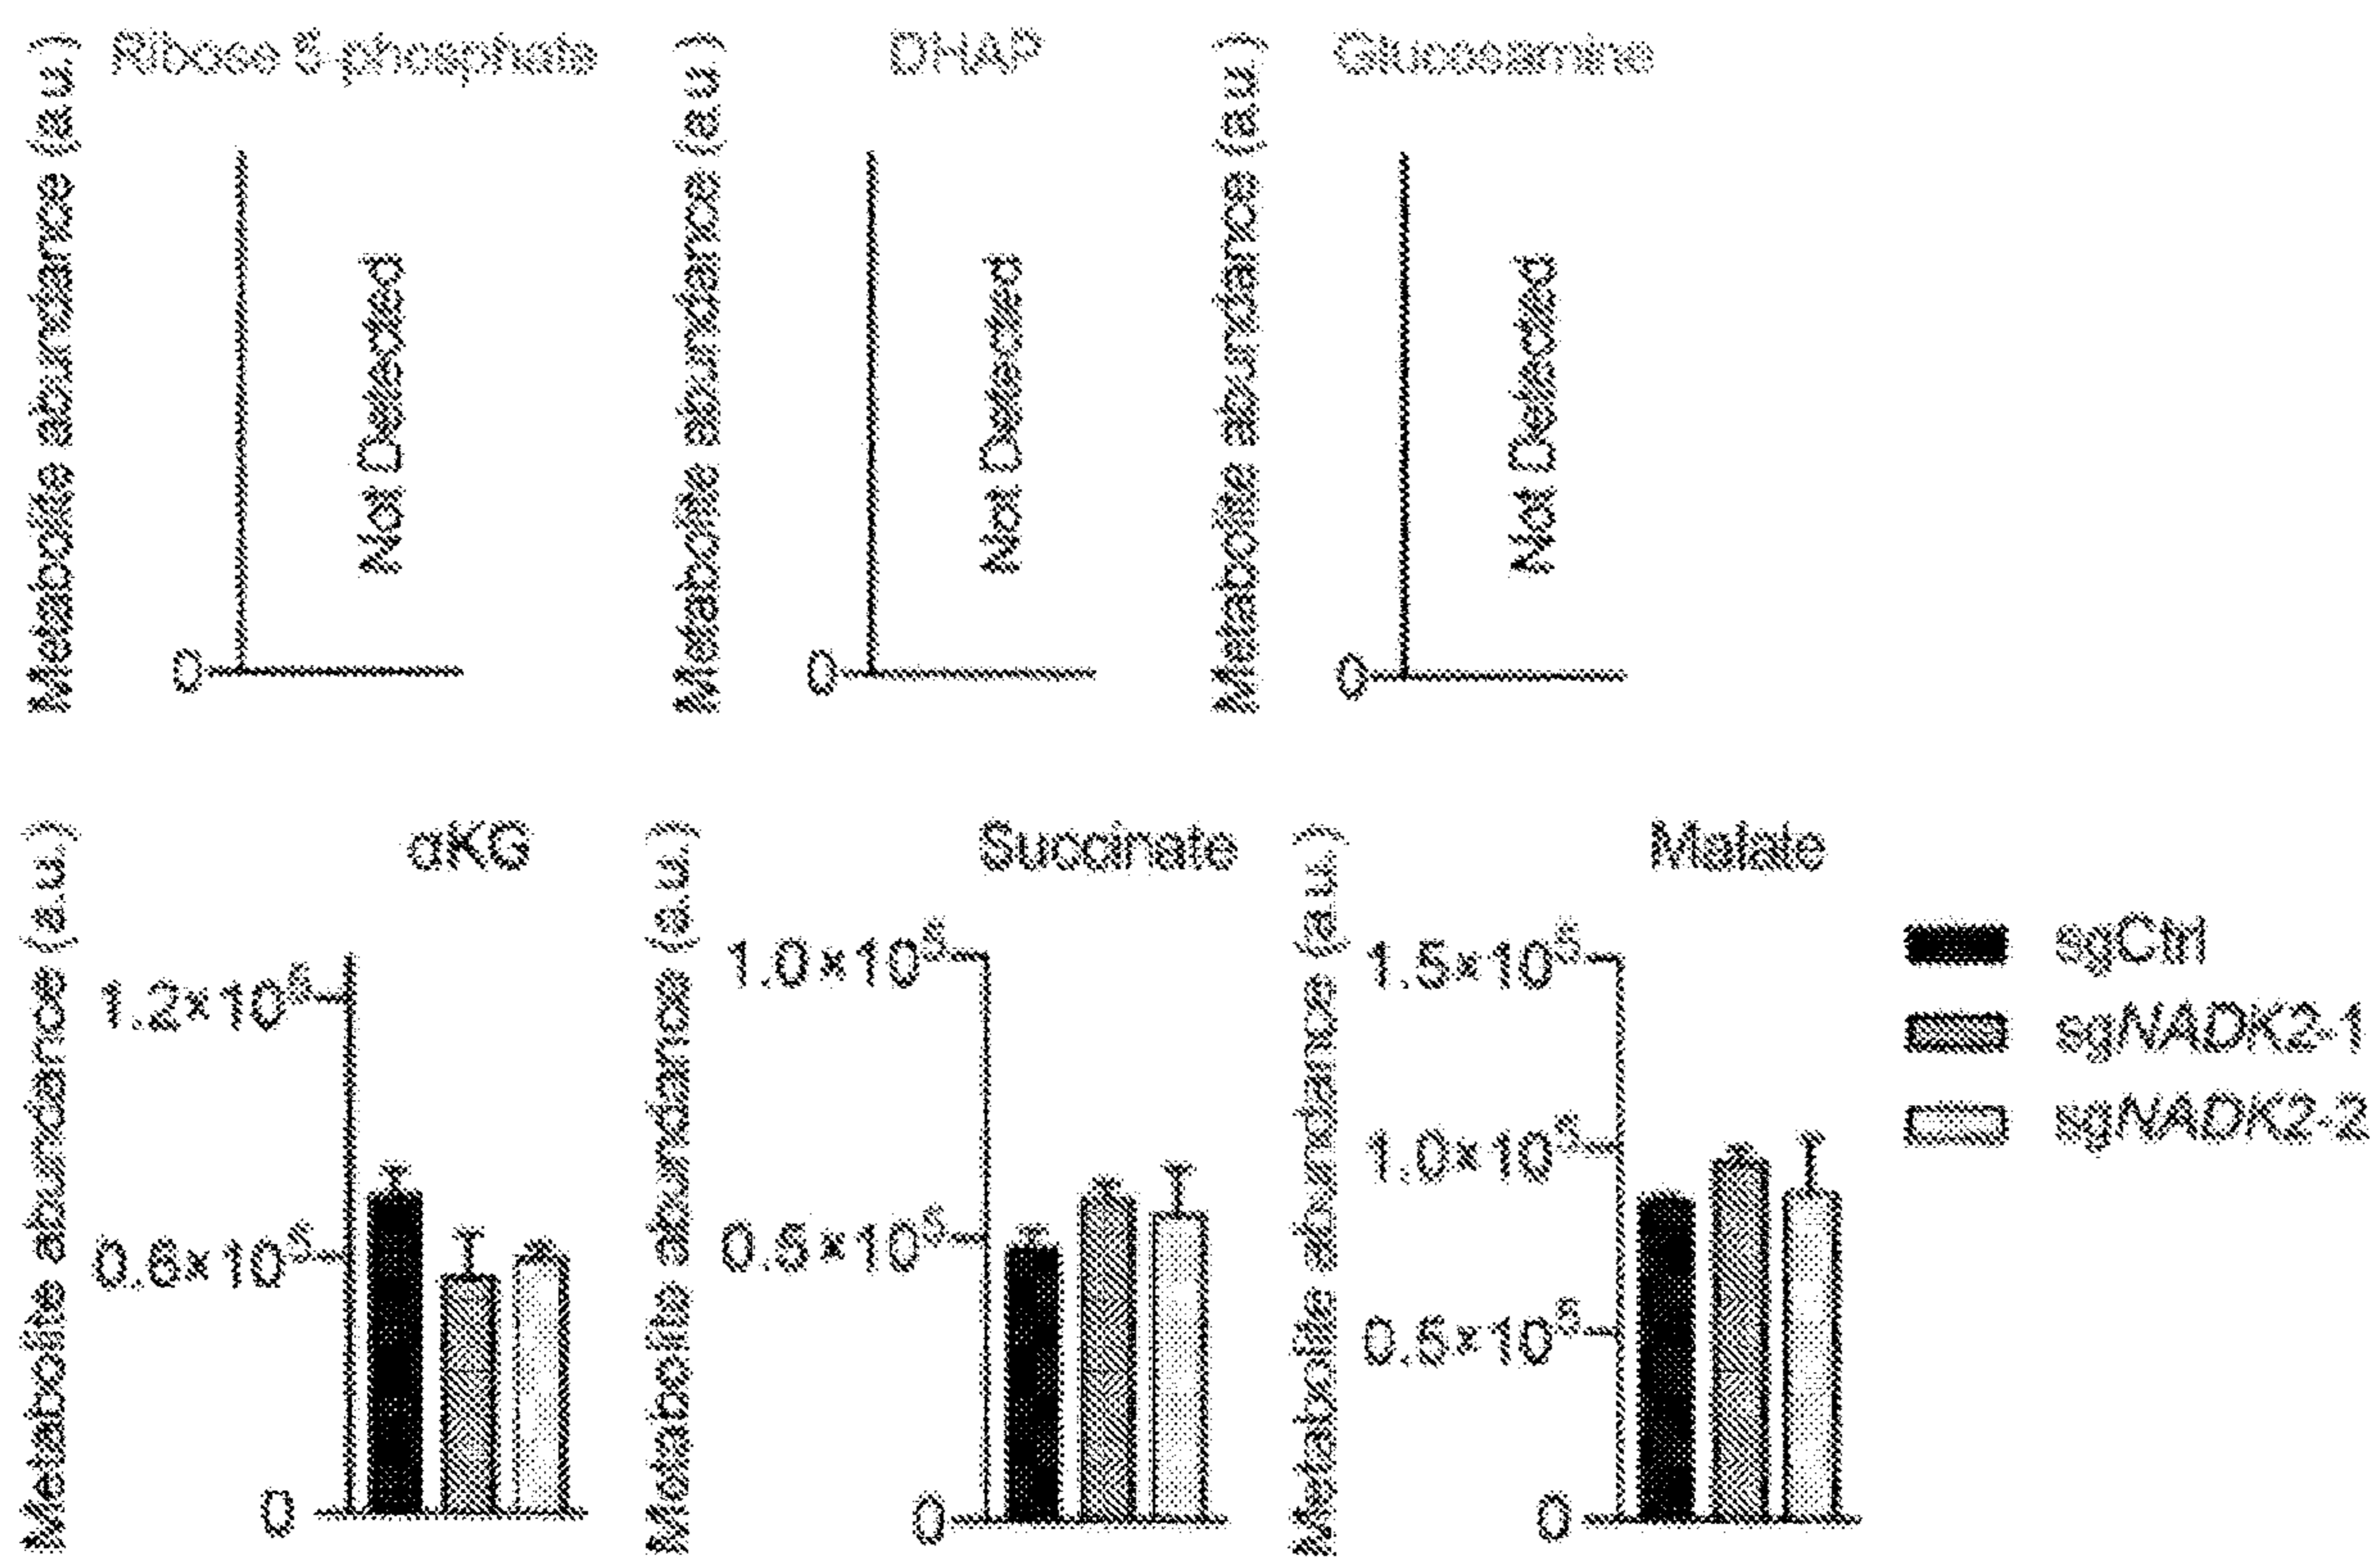 Ribose 5-phosphate
Metabolite abundance (a.u.)
Not Detected
0
DHAP
Metabolite abundance (a.u.)
Not Detected
0
Glucosamine
Metabolite abundance (a.u.)
Not Detected
0
αKG
Metabolite abundance (a.u.)
1.2×10⁵
0.6×10⁵
0
Succinate
Metabolite abundance (a.u.)
1.0×10⁵
0.5×10⁵
0
Malate
Metabolite abundance (a.u.)
1.5×10⁵
1.0×10⁵
0.5×10⁵
0
sgCtrl
sgNADK2-1
sgNADK2-2